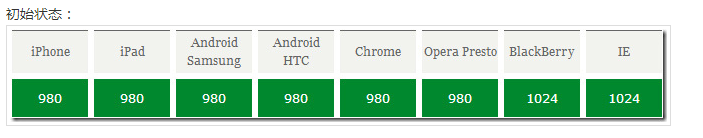 初始状态：
iPhone iPad Android Samsung Android HTC Chrome Opera Presto BlackBerry IE
980 980 980 980 980 980 1024 1024